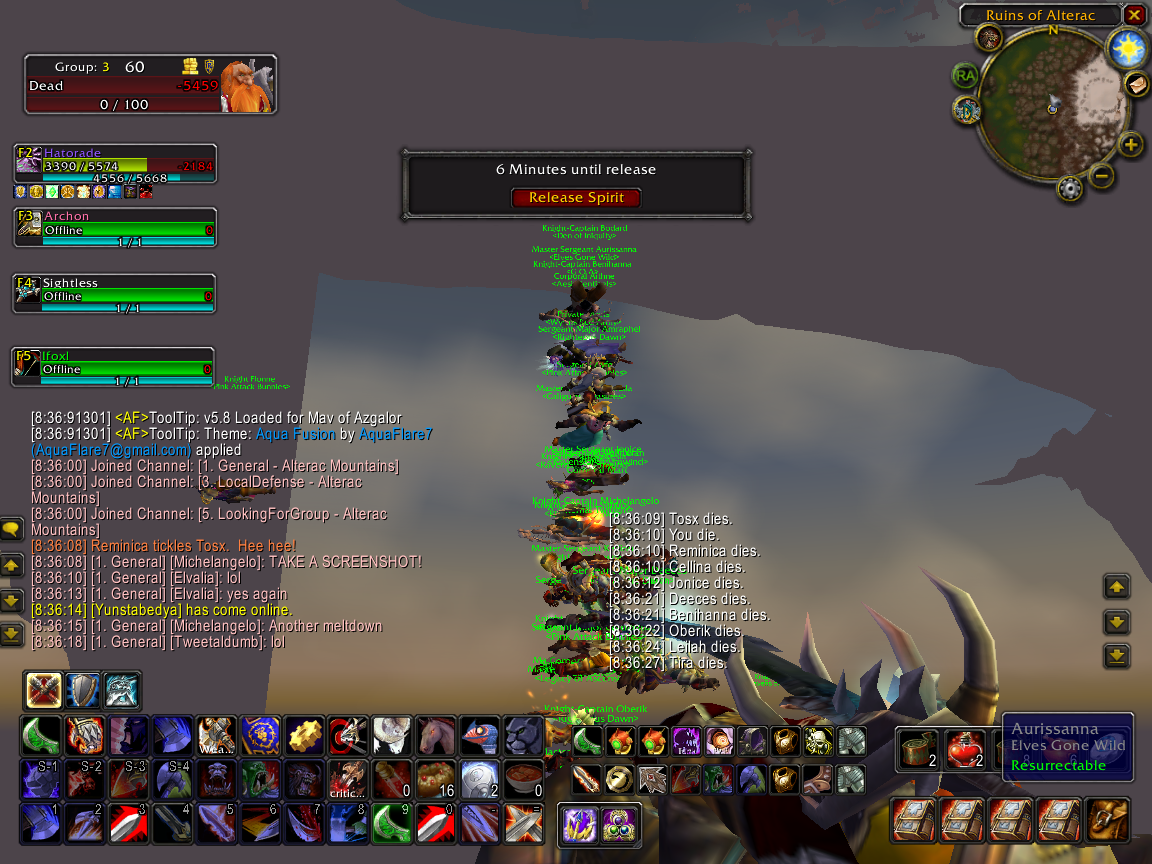 Ruins of Alterac
N
RA
Group: 3 60
Dead -5459
0 / 100
F2 Hatorade
3390 / 5574 -2184
4556 / 5668
F3 Archon
Offline 0
1 / 1
F4 Sightless
Offline 0
1 / 1
F5 Ifoxl
Offline 0
1 / 1
6 Minutes until release
Release Spirit
Knight-Captain Bodard
<Den of Iniquity>
Master Sergeant Aurissanna
<Elves Gone Wild>
Knight-Captain Benihanna
Sergeant Major Amraphel
Knight Flunne
<Pink Attack Bunnies>
Knight-Captain Michelangelo
Knight-Captain Oberik
[8:36:91301] <AF>ToolTip: v5.8 Loaded for Mav of Azgalor
[8:36:91301] <AF>ToolTip: Theme: Aqua Fusion by AquaFlare7
(AquaFlare7@gmail.com) applied
[8:36:00] Joined Channel: [1. General - Alterac Mountains]
[8:36:00] Joined Channel: [3. LocalDefense - Alterac
Mountains]
[8:36:00] Joined Channel: [5. LookingForGroup - Alterac
Mountains]
[8:36:08] Reminica tickles Tosx. Hee hee!
[8:36:08] [1. General] [Michelangelo]: TAKE A SCREENSHOT!
[8:36:10] [1. General] [Elvalia]: lol
[8:36:13] [1. General] [Elvalia]: yes again
[8:36:14] [Yunstabedya] has come online.
[8:36:15] [1. General] [Michelangelo]: Another meltdown
[8:36:18] [1. General] [Tweetaldumb]: lol
[8:36:09] Tosx dies.
[8:36:10] You die.
[8:36:10] Reminica dies.
[8:36:10] Cellina dies.
[8:36:12] Jonice dies.
[8:36:21] Deeces dies.
[8:36:21] Benihanna dies.
[8:36:22] Oberik dies.
[8:36:24] Leilah dies.
[8:36:27] Tira dies.
Wea...
S-1 S-2 S-3 S-4
critic... 0 16 2 0
1 2 3 4 5 6 7 8 9 0 - =
2 2
Aurissanna
Elves Gone Wild
Resurrectable